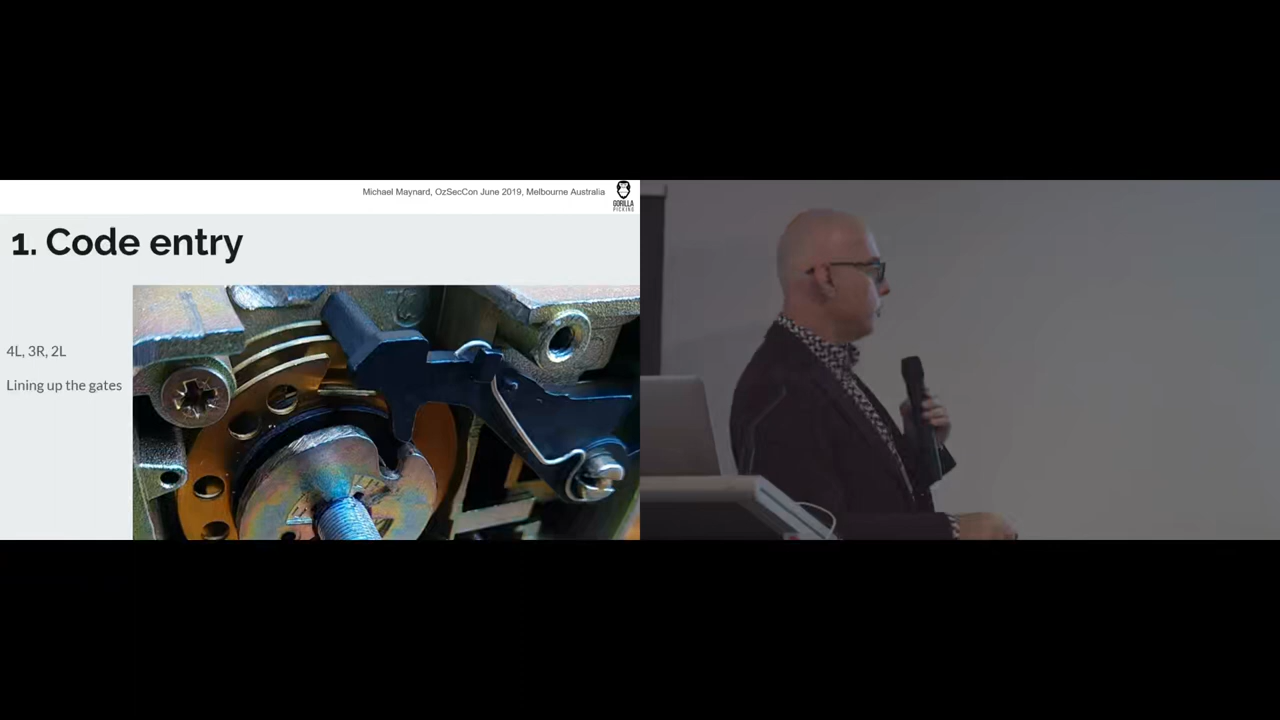 Michael Maynard, OzSecCon June 2019, Melbourne Australia
GORILLA
PICKING
1. Code entry
4L, 3R, 2L
Lining up the gates